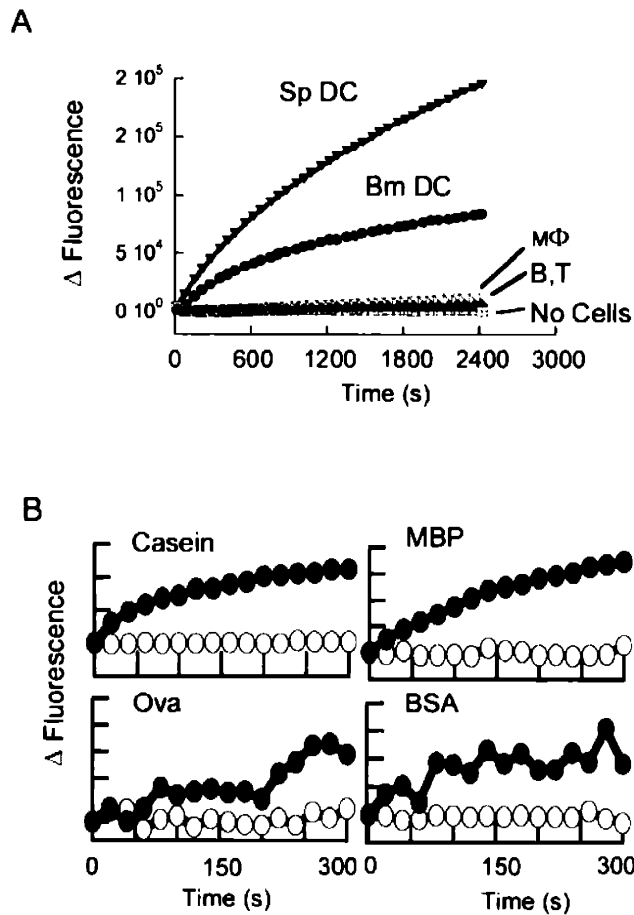 A
Δ Fluorescence
2 10⁵
2 10⁵
1 10⁵
5 10⁴
0 10⁰
Sp DC
Bm DC
MΦ
B,T
No Cells
0 600 1200 1800 2400 3000
Time (s)
B
Δ Fluorescence
Casein
MBP
Ova
BSA
0 150 300 0 150 300
Time (s) Time (s)